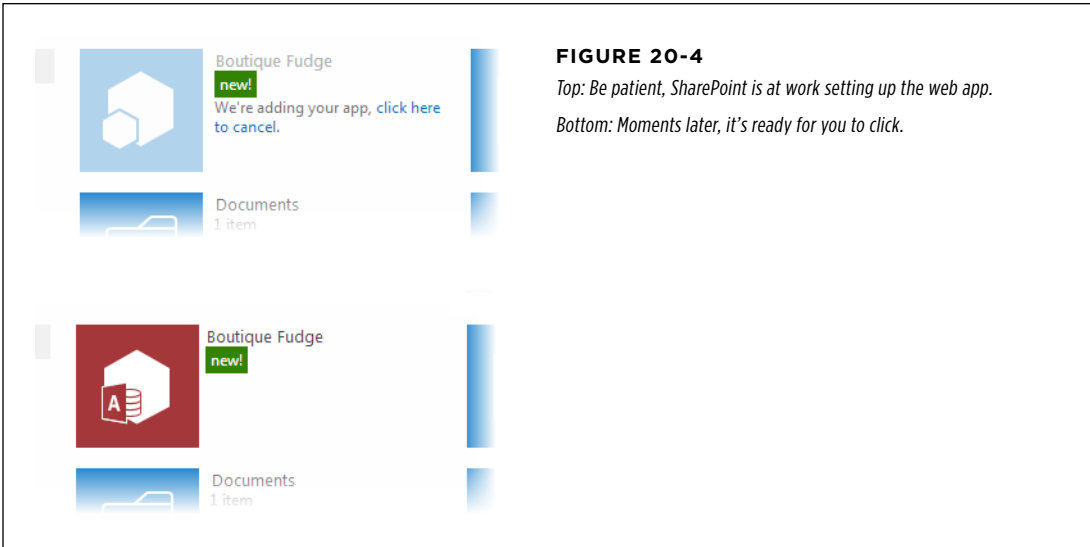 Boutique Fudge
new!
We're adding your app, click here
to cancel.
Documents
1 item
FIGURE 20-4
Top: Be patient, SharePoint is at work setting up the web app.
Bottom: Moments later, it's ready for you to click.
Boutique Fudge
new!
A
Documents
1 item